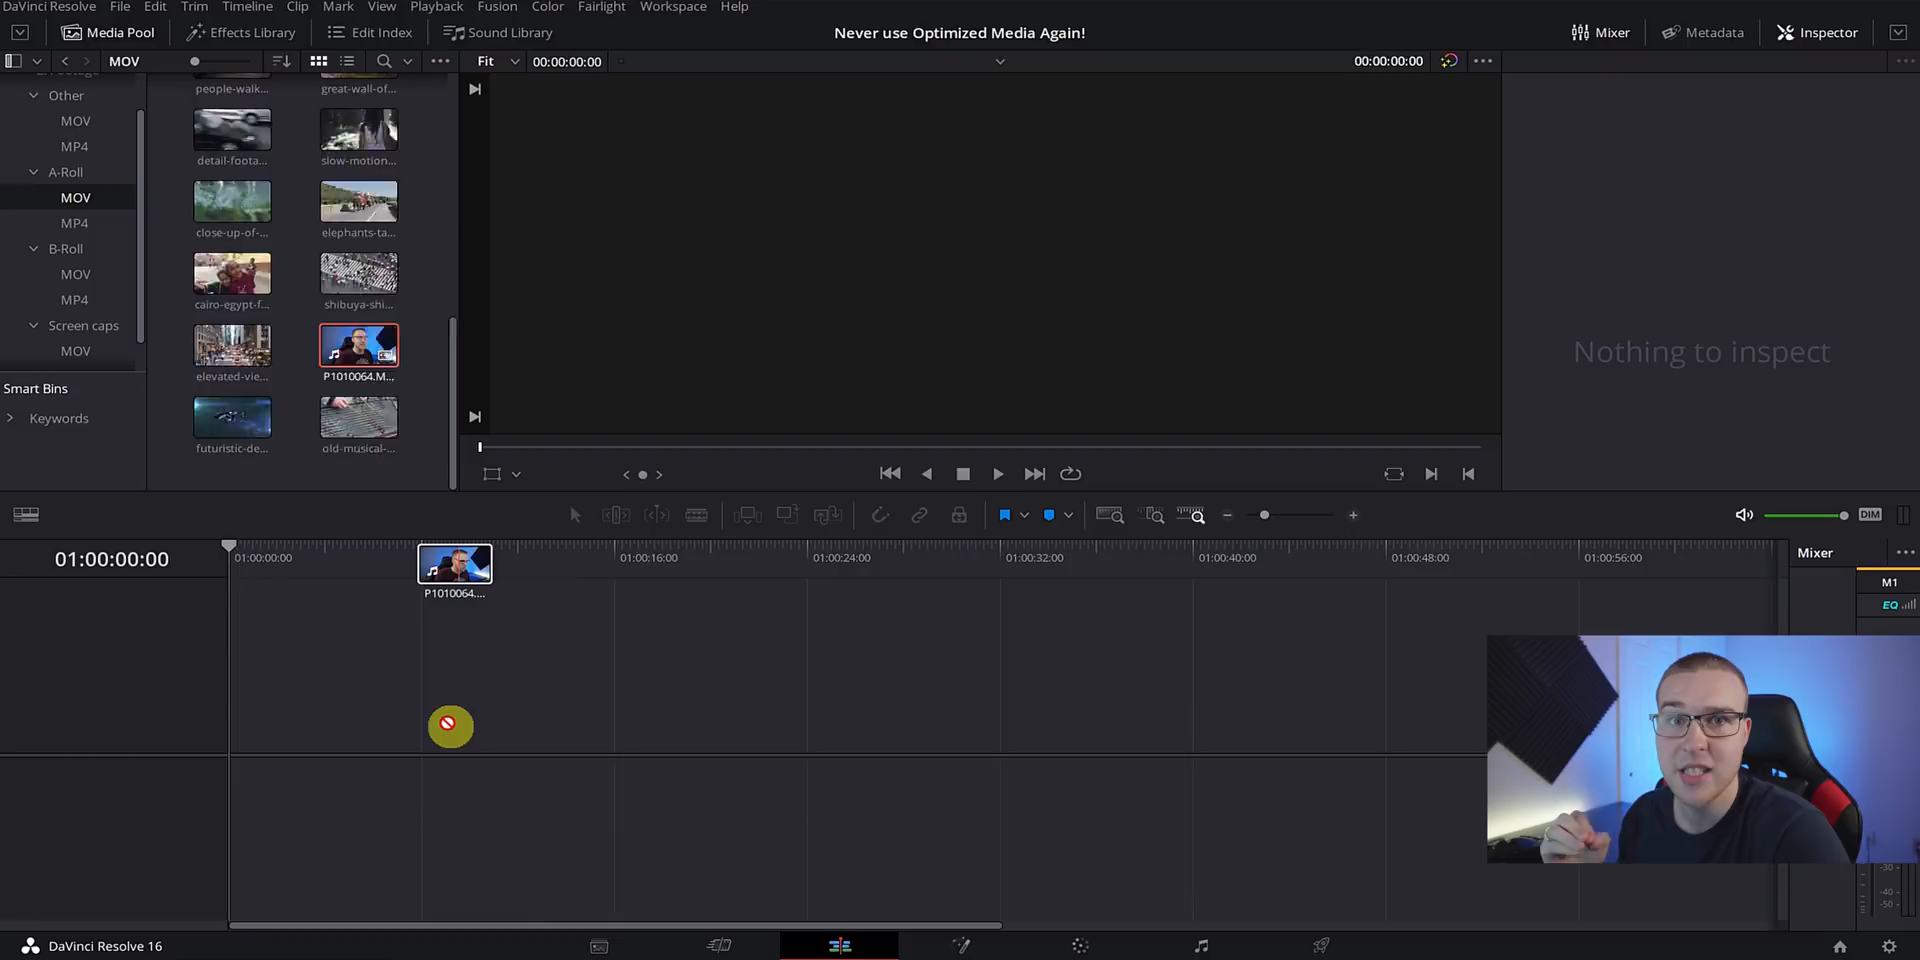 DaVinci Resolve File Edit Trim Timeline Clip Mark View Playback Fusion Color Fairlight Workspace Help
Media Pool Effects Library Edit Index Sound Library Never use Optimized Media Again! Mixer Metadata Inspector
MOV Fit 00:00:00:00 00:00:00:00
people-walk... great-wall-of...
Other
MOV
MP4
detail-foota... slow-motion...
A-Roll
MOV
MP4
close-up-of-... elephants-ta...
B-Roll
MOV
MP4
cairo-egypt-f... shibuya-shi...
Screen caps
MOV
elevated-vie... P1010064.M...
Nothing to inspect
Smart Bins
Keywords
futuristic-de... old-musical-...
DIM
01:00:00:00
01:00:00:00 01:00:16:00 01:00:24:00 01:00:32:00 01:00:40:00 01:00:48:00 01:00:56:00
Mixer
M1
P1010064....
EQ
-30
-40
-50
DaVinci Resolve 16